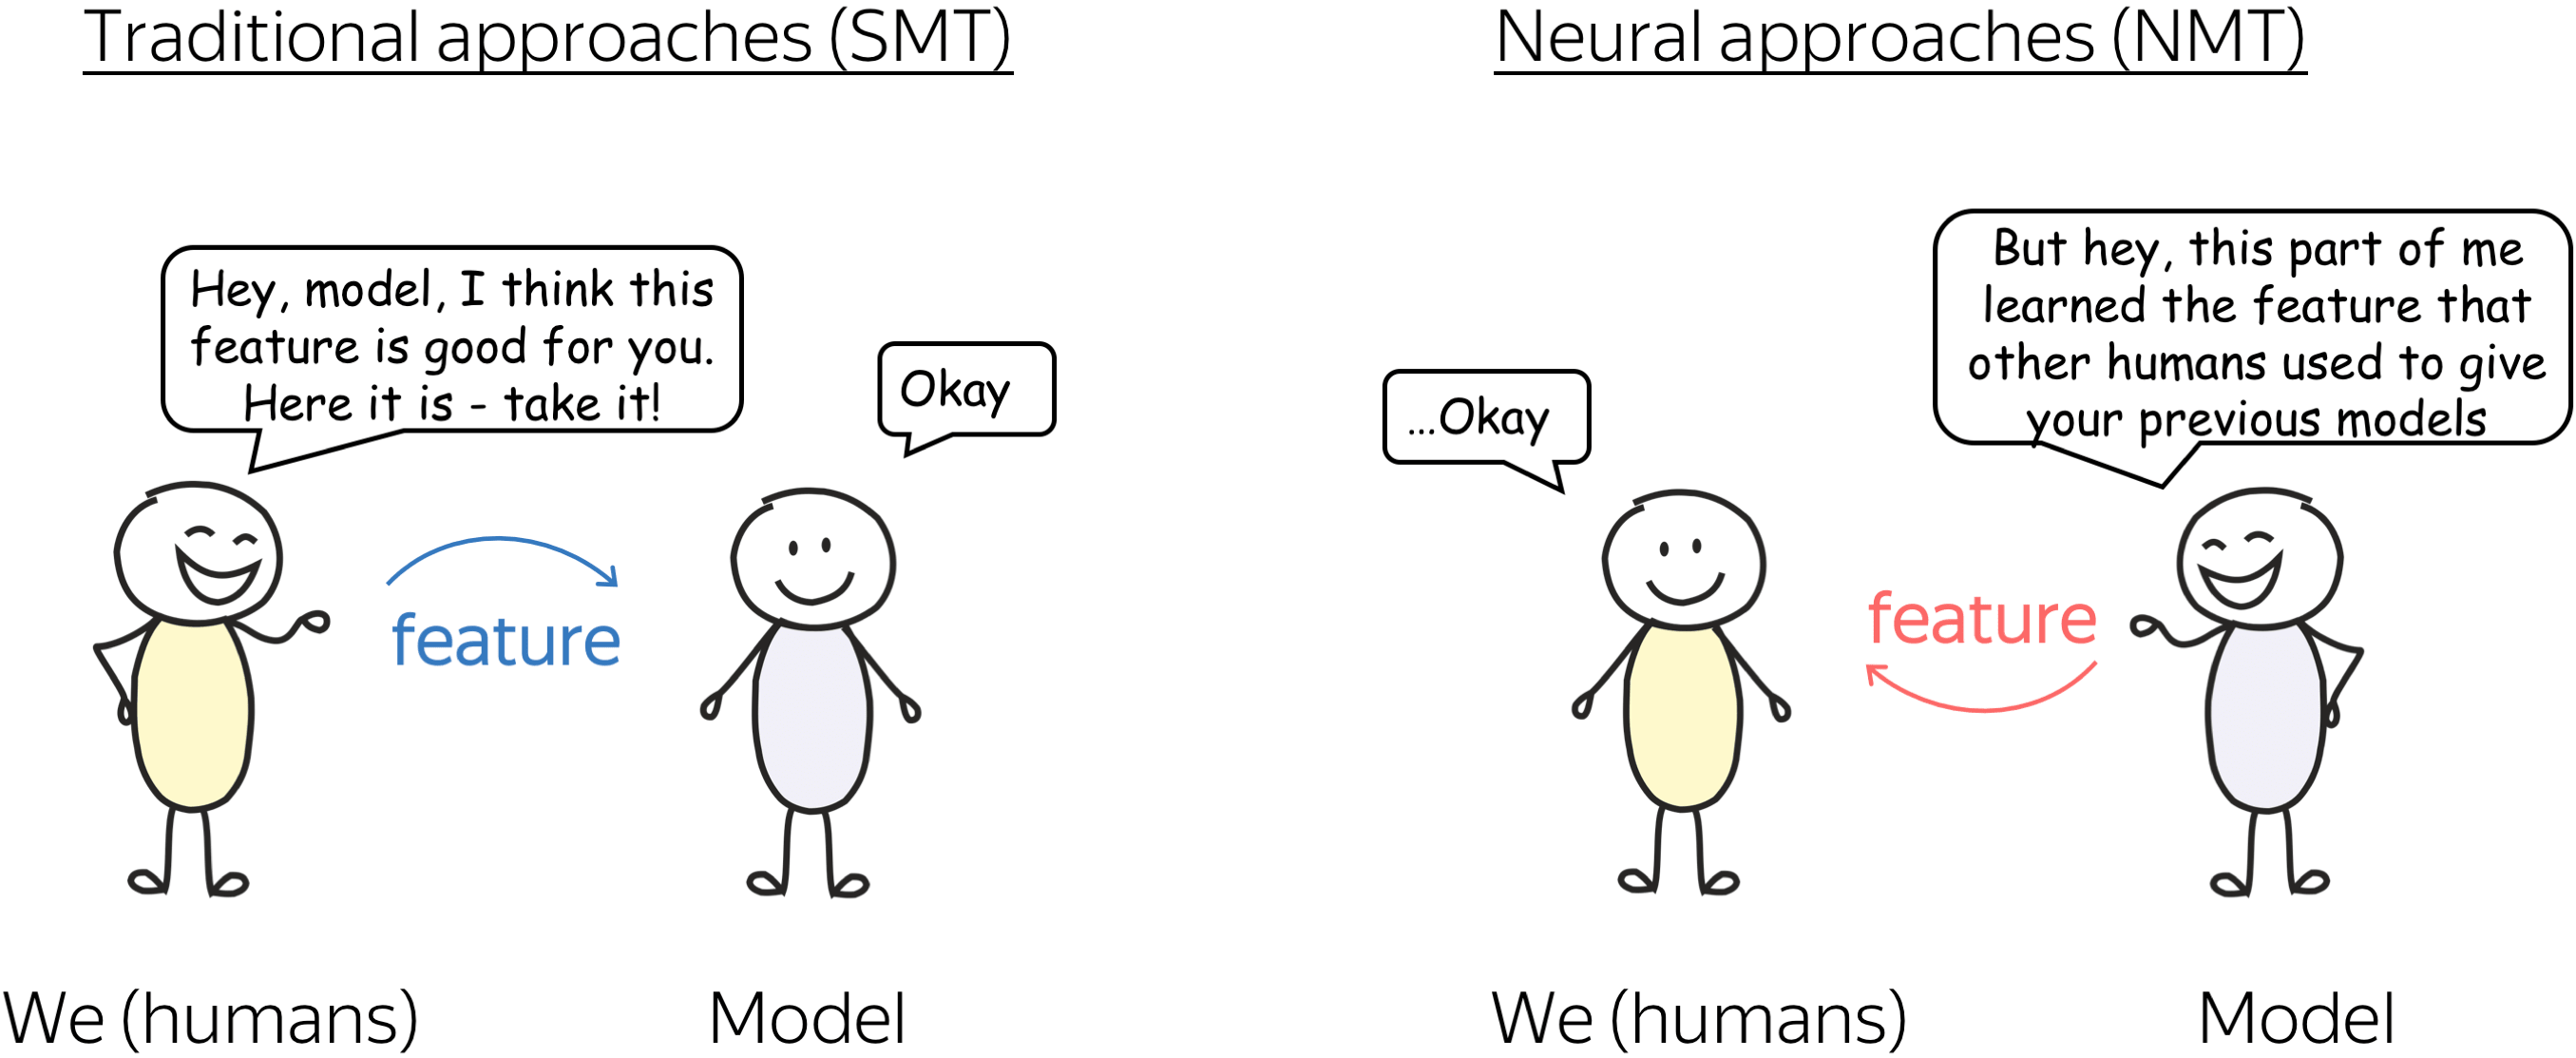 Traditional approaches (SMT)
Hey, model, I think this
feature is good for you.
Here it is - take it!
Okay
feature
We (humans)
Model
Neural approaches (NMT)
...Okay
But hey, this part of me
learned the feature that
other humans used to give
your previous models
feature
We (humans)
Model